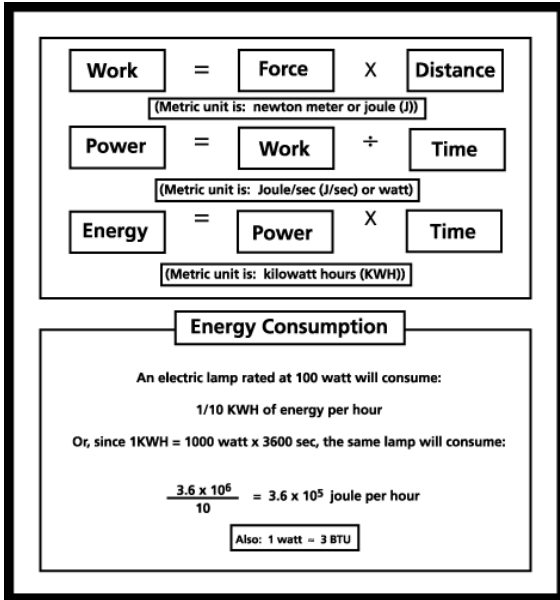 Work = Force X Distance
(Metric unit is: newton meter or joule (J))
Power = Work ÷ Time
(Metric unit is: Joule/sec (J/sec) or watt)
Energy = Power X Time
(Metric unit is: kilowatt hours (KWH))
Energy Consumption
An electric lamp rated at 100 watt will consume:
1/10 KWH of energy per hour
Or, since 1KWH = 1000 watt x 3600 sec, the same lamp will consume:
3.6 x 10⁶
10
= 3.6 x 10⁵ joule per hour
Also: 1 watt = 3 BTU